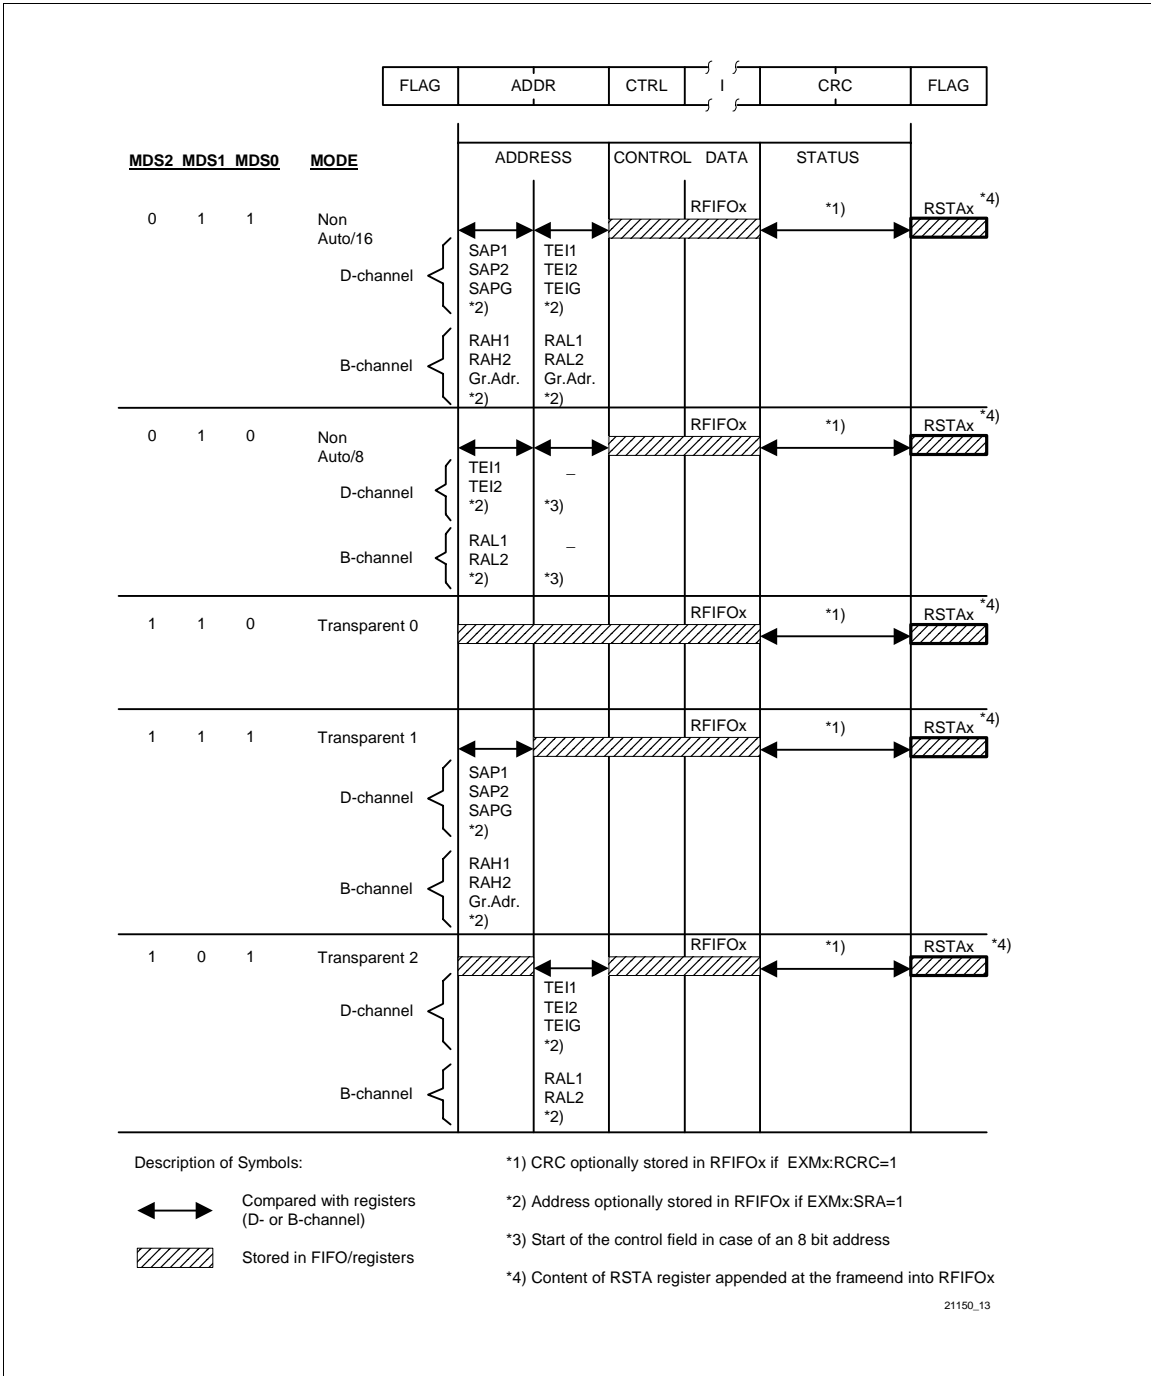 FLAG ADDR CTRL I CRC FLAG
MDS2 MDS1 MDS0 MODE ADDRESS CONTROL DATA STATUS
0 1 1 Non Auto/16 RFIFOx *1) RSTAx *4)
D-channel
SAP1 TEI1
SAP2 TEI2
SAPG TEIG
*2) *2)
B-channel
RAH1 RAL1
RAH2 RAL2
Gr.Adr. Gr.Adr.
*2) *2)
0 1 0 Non Auto/8 RFIFOx *1) RSTAx *4)
D-channel
TEI1 –
TEI2
*2) *3)
B-channel
RAL1 –
RAL2
*2) *3)
1 1 0 Transparent 0 RFIFOx *1) RSTAx *4)
1 1 1 Transparent 1 RFIFOx *1) RSTAx *4)
D-channel
SAP1
SAP2
SAPG
*2)
B-channel
RAH1
RAH2
Gr.Adr.
*2)
1 0 1 Transparent 2 RFIFOx *1) RSTAx *4)
D-channel
TEI1
TEI2
TEIG
*2)
B-channel
RAL1
RAL2
*2)
Description of Symbols:
Compared with registers
(D- or B-channel)
Stored in FIFO/registers
*1) CRC optionally stored in RFIFOx if EXMx:RCRC=1
*2) Address optionally stored in RFIFOx if EXMx:SRA=1
*3) Start of the control field in case of an 8 bit address
*4) Content of RSTA register appended at the frameend into RFIFOx
21150_13